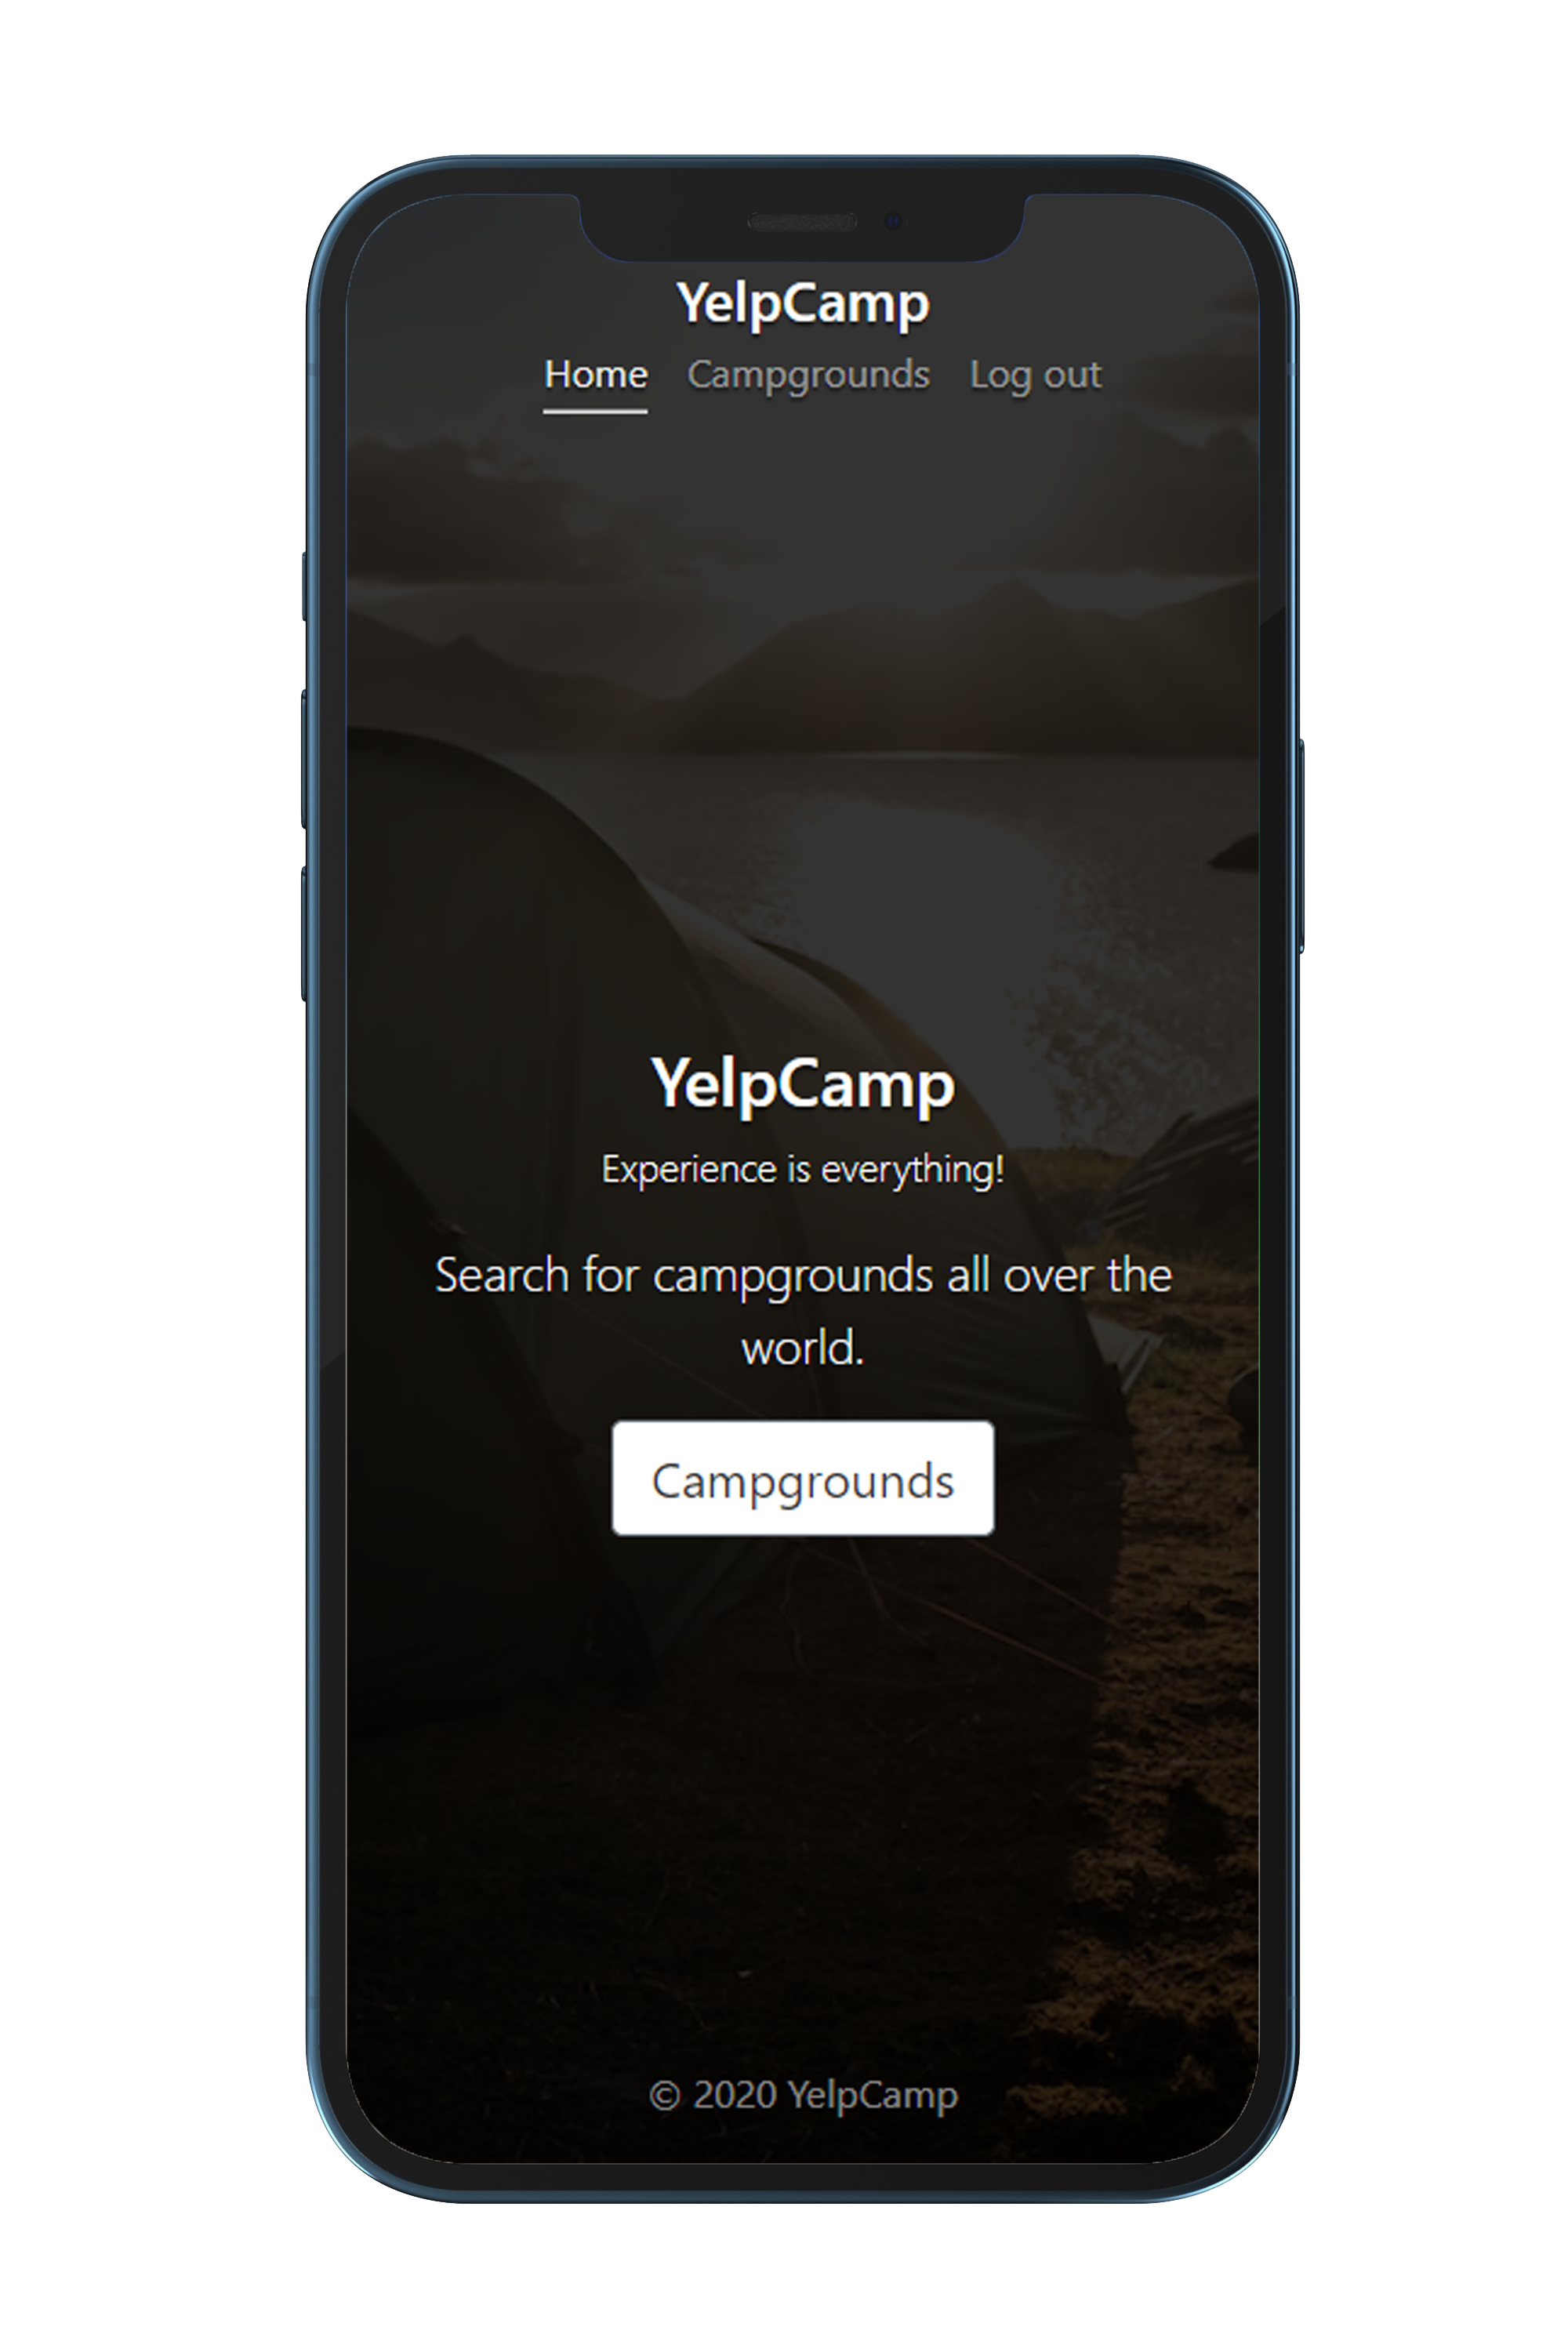 YelpCamp
Home Campgrounds Log out
YelpCamp
Experience is everything!
Search for campgrounds all over the
world.
Campgrounds
© 2020 YelpCamp